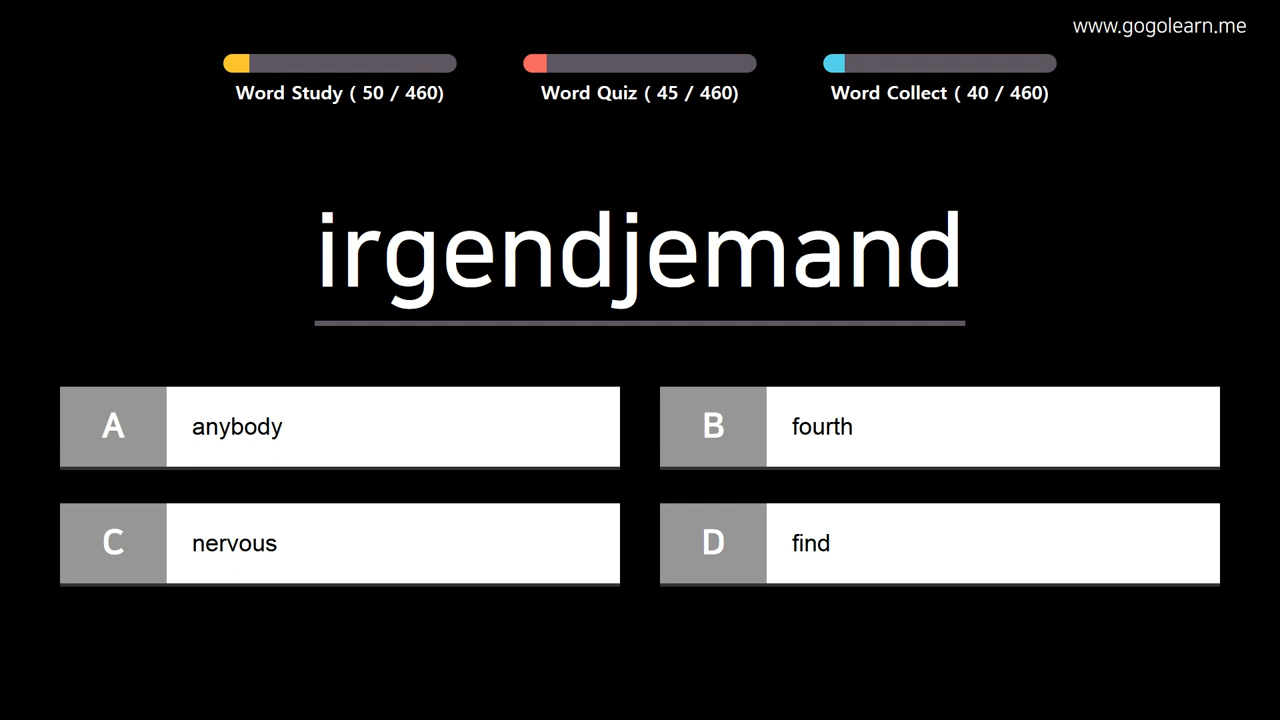 www.gogolearn.me
Word Study ( 50 / 460)
Word Quiz ( 45 / 460)
Word Collect ( 40 / 460)
irgendjemand
A anybody
B fourth
C nervous
D find